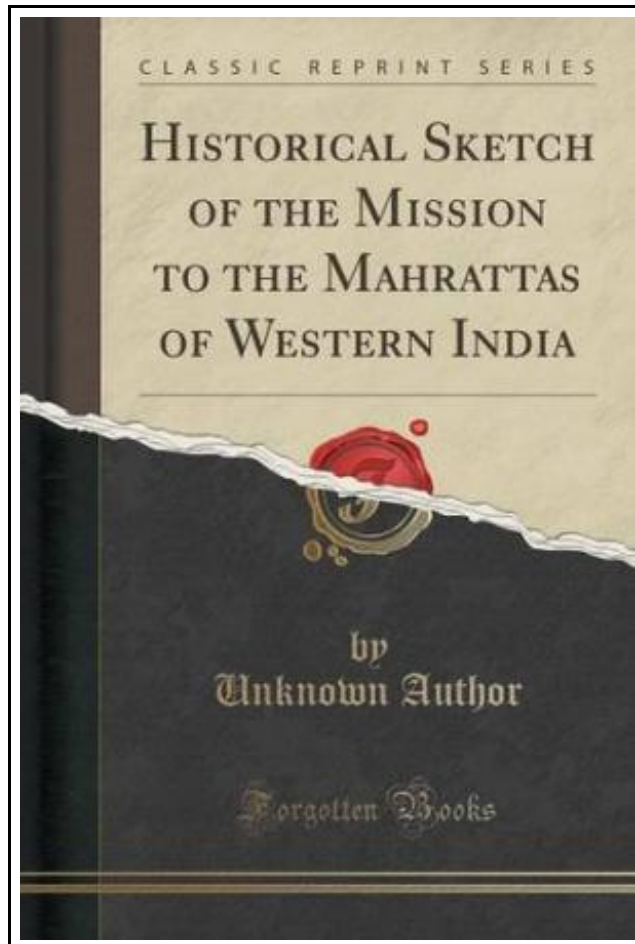 CLASSIC REPRINT SERIES
HISTORICAL SKETCH
OF THE MISSION
TO THE MAHRATTAS
OF WESTERN INDIA
F
by
Unknown Author
Forgotten Books